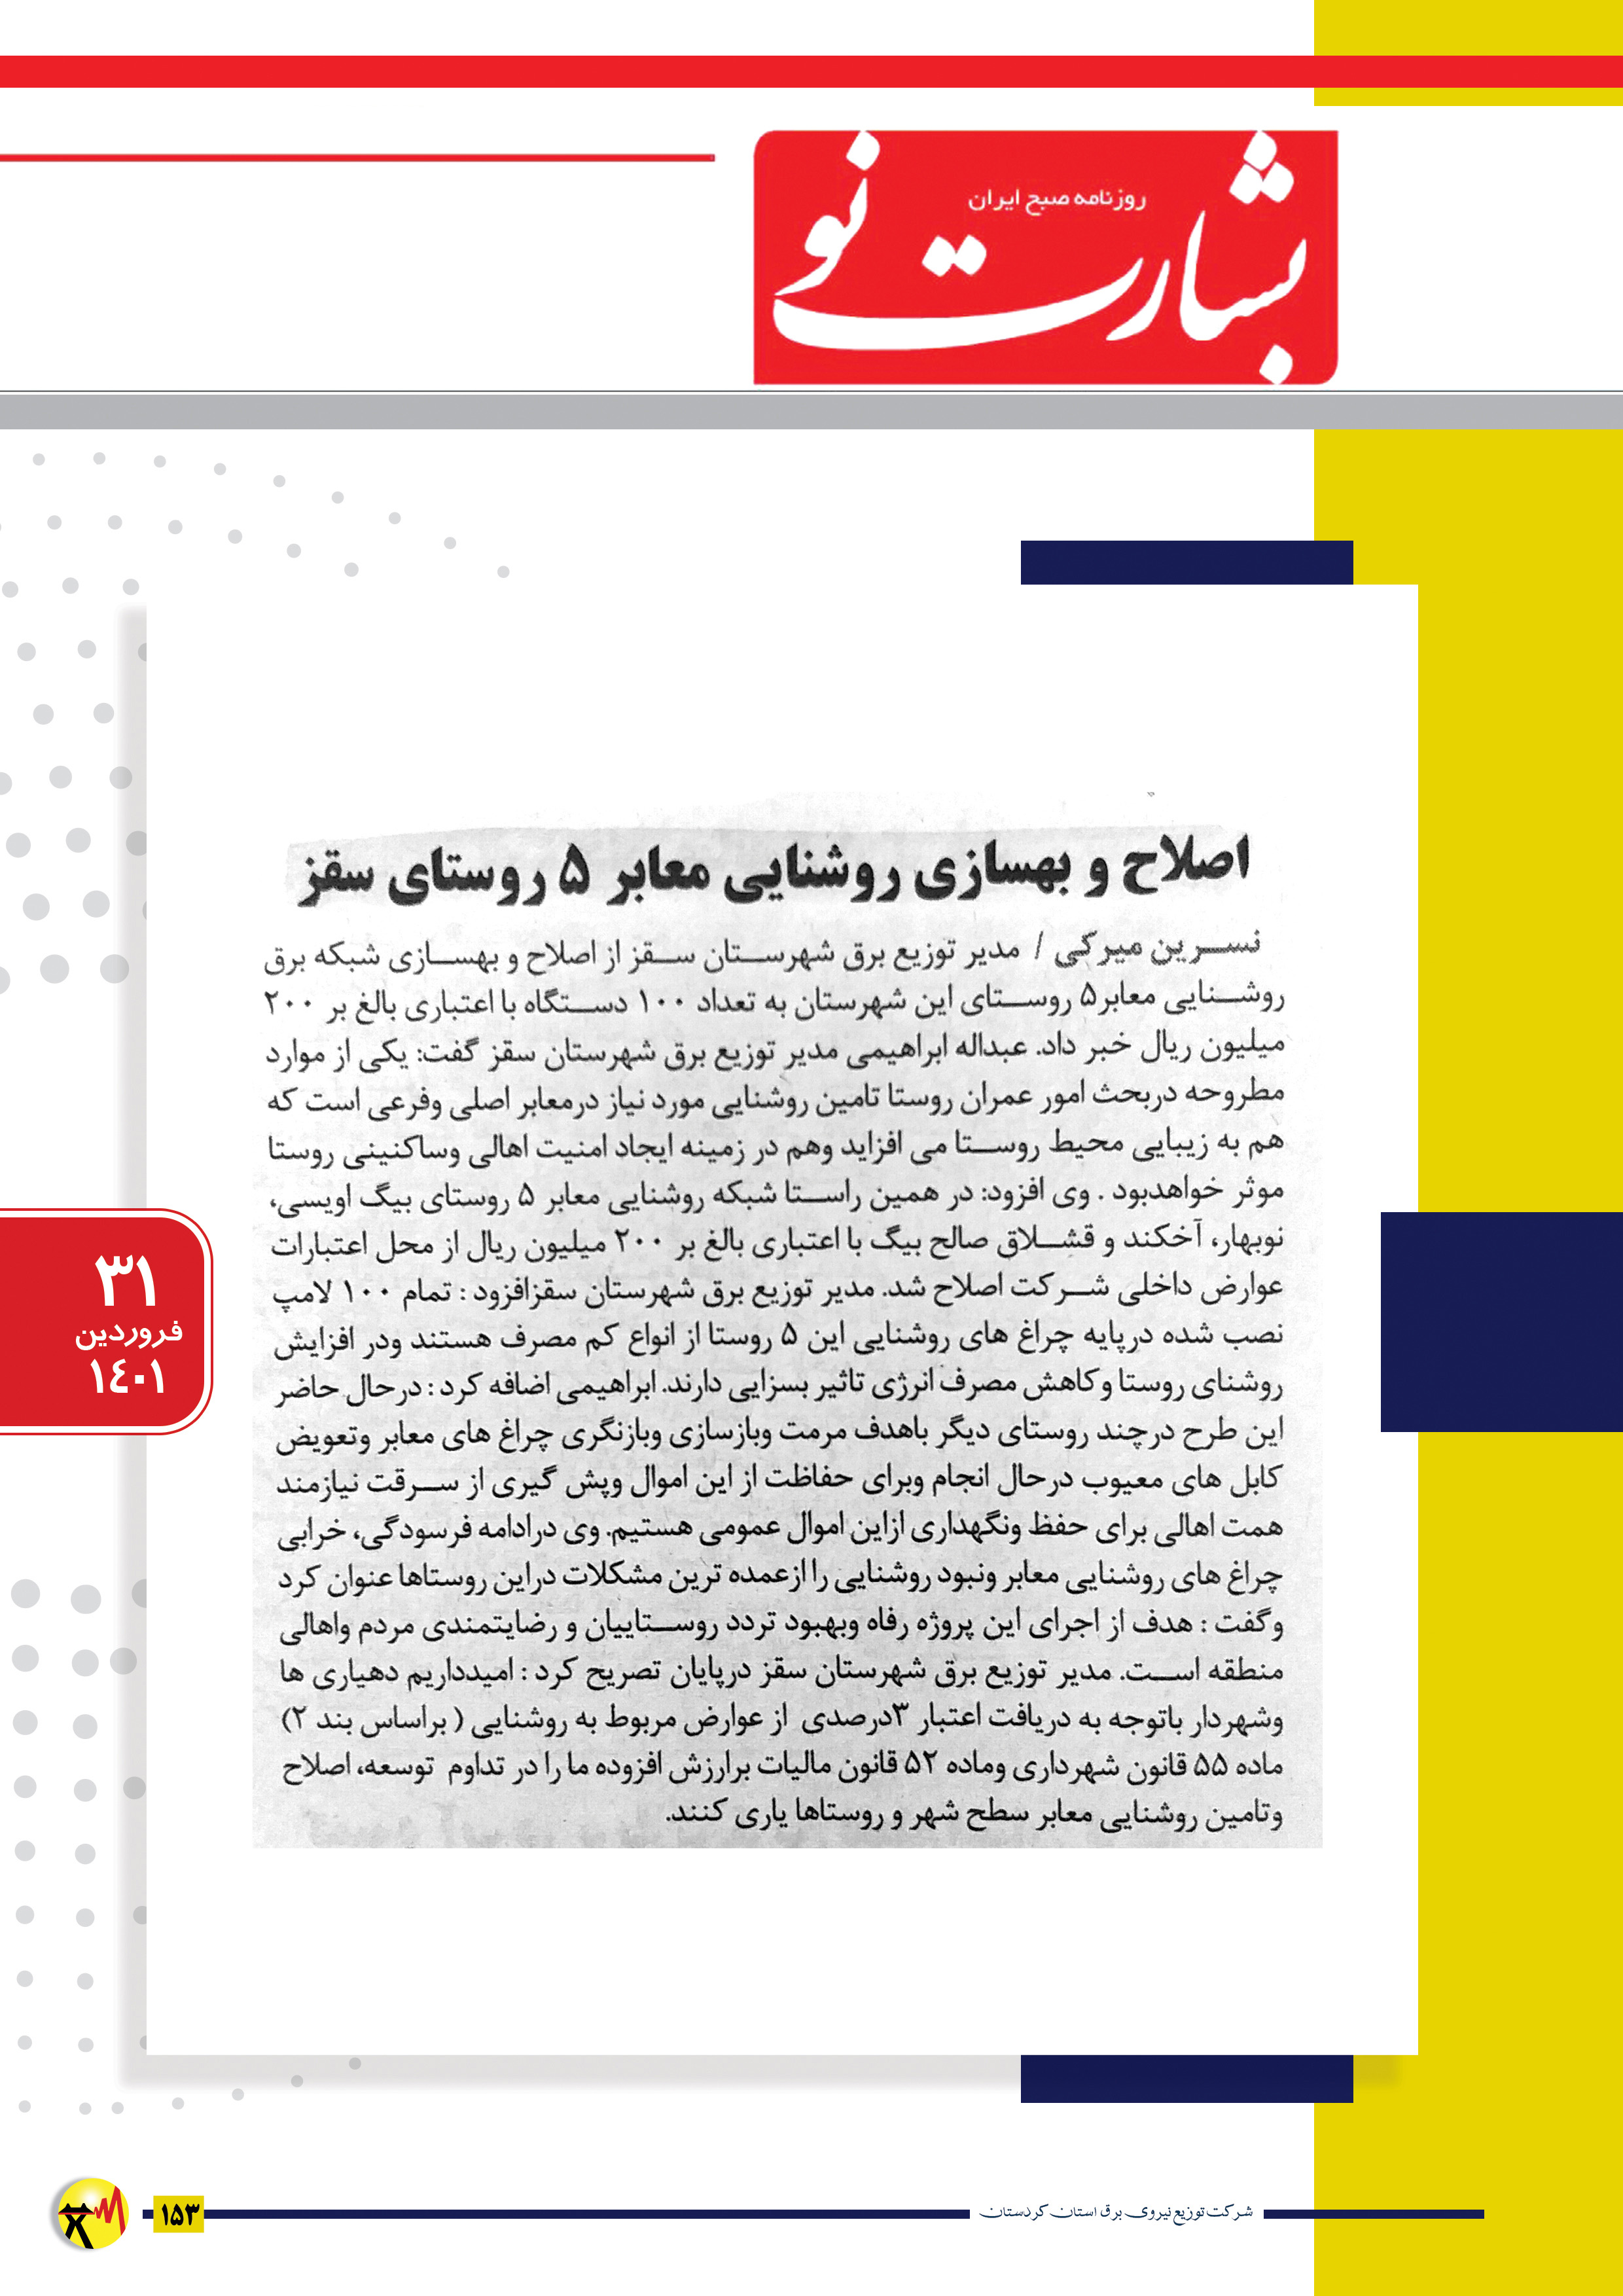 روزنامه صبح ایران
بشارت نو
اصلاح و بهسازی روشنایی معابر ۵ روستای سقز
نسرین میرکی / مدیر توزیع برق شهرستان سقز از اصلاح و بهسازی شبکه برق
روشنایی معابر۵ روستای این شهرستان به تعداد ۱۰۰ دستگاه با اعتباری بالغ بر ۲۰۰
میلیون ریال خبر داد. عبداله ابراهیمی مدیر توزیع برق شهرستان سقز گفت: یکی از موارد
مطروحه دربحث امور عمران روستا تامین روشنایی مورد نیاز درمعابر اصلی وفرعی است که
هم به زیبایی محیط روستا می افزاید وهم در زمینه ایجاد امنیت اهالی وساکنینی روستا
موثر خواهدبود . وی افزود: در همین راستا شبکه روشنایی معابر ۵ روستای بیگ اویسی،
نوبهار، آخکند و قشلاق صالح بیگ با اعتباری بالغ بر ۲۰۰ میلیون ریال از محل اعتبارات
عوارض داخلی شرکت اصلاح شد. مدیر توزیع برق شهرستان سقزافزود : تمام ۱۰۰ لامپ
نصب شده درپایه چراغ های روشنایی این ۵ روستا از انواع کم مصرف هستند ودر افزایش
روشنای روستا وکاهش مصرف انرژی تاثیر بسزایی دارند. ابراهیمی اضافه کرد : درحال حاضر
این طرح درچند روستای دیگر باهدف مرمت وبازسازی وبازنگری چراغ های معابر وتعویض
کابل های معیوب درحال انجام وبرای حفاظت از این اموال وپش گیری از سرقت نیازمند
همت اهالی برای حفظ ونگهداری ازاین اموال عمومی هستیم. وی درادامه فرسودگی، خرابی
چراغ های روشنایی معابر ونبود روشنایی را ازعمده ترین مشکلات دراین روستاها عنوان کرد
وگفت : هدف از اجرای این پروژه رفاه وبهبود تردد روستاییان و رضایتمندی مردم واهالی
منطقه است. مدیر توزیع برق شهرستان سقز درپایان تصریح کرد : امیدداریم دهیاری ها
وشهردار باتوجه به دریافت اعتبار ۳درصدی از عوارض مربوط به روشنایی ( براساس بند ۲)
ماده ۵۵ قانون شهرداری وماده ۵۲ قانون مالیات برارزش افزوده ما را در تداوم توسعه، اصلاح
وتامین روشنایی معابر سطح شهر و روستاها یاری کنند.
۳۱
فروردین
۱٤۰۱
شرکت توزیع نیروی برق استان کردستان
۱۵۳